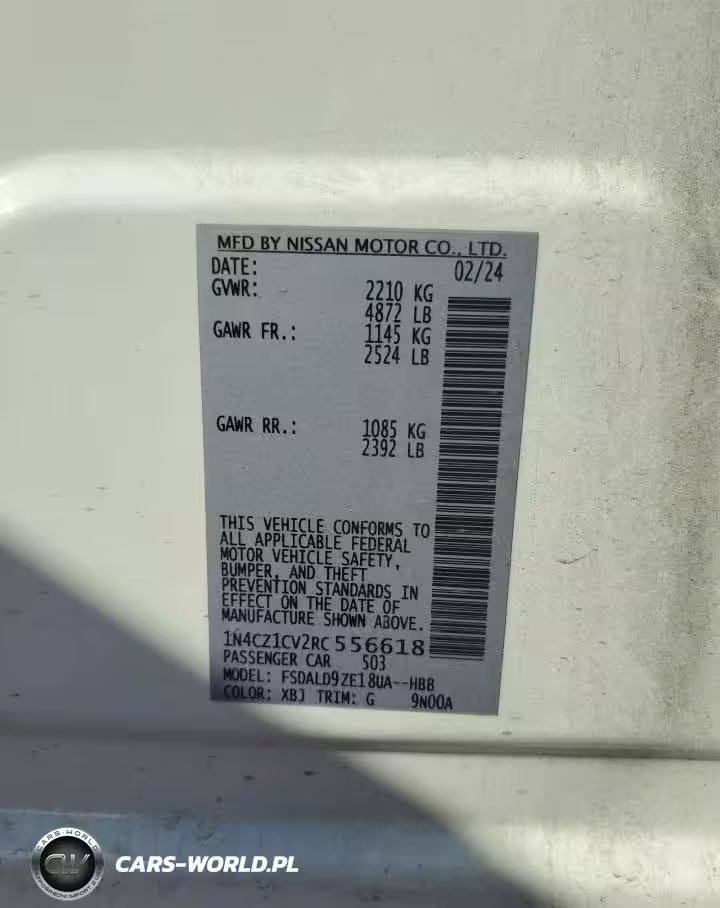 MFD BY NISSAN MOTOR CO., LTD.
DATE: 02/24
GVWR: 2210 KG
4872 LB
GAWR FR.: 1145 KG
2524 LB
GAWR RR.: 1085 KG
2392 LB
THIS VEHICLE CONFORMS TO
ALL APPLICABLE FEDERAL
MOTOR VEHICLE SAFETY,
BUMPER, AND THEFT
PREVENTION STANDARDS IN
EFFECT ON THE DATE OF
MANUFACTURE SHOWN ABOVE.
1N4CZ1CV2RC556618
PASSENGER CAR 503
MODEL: FSDALD9ZE18UA--HBB
COLOR: XBJ TRIM: G 9N00A
CARS-WORLD
CW
CARS-WORLD.PL